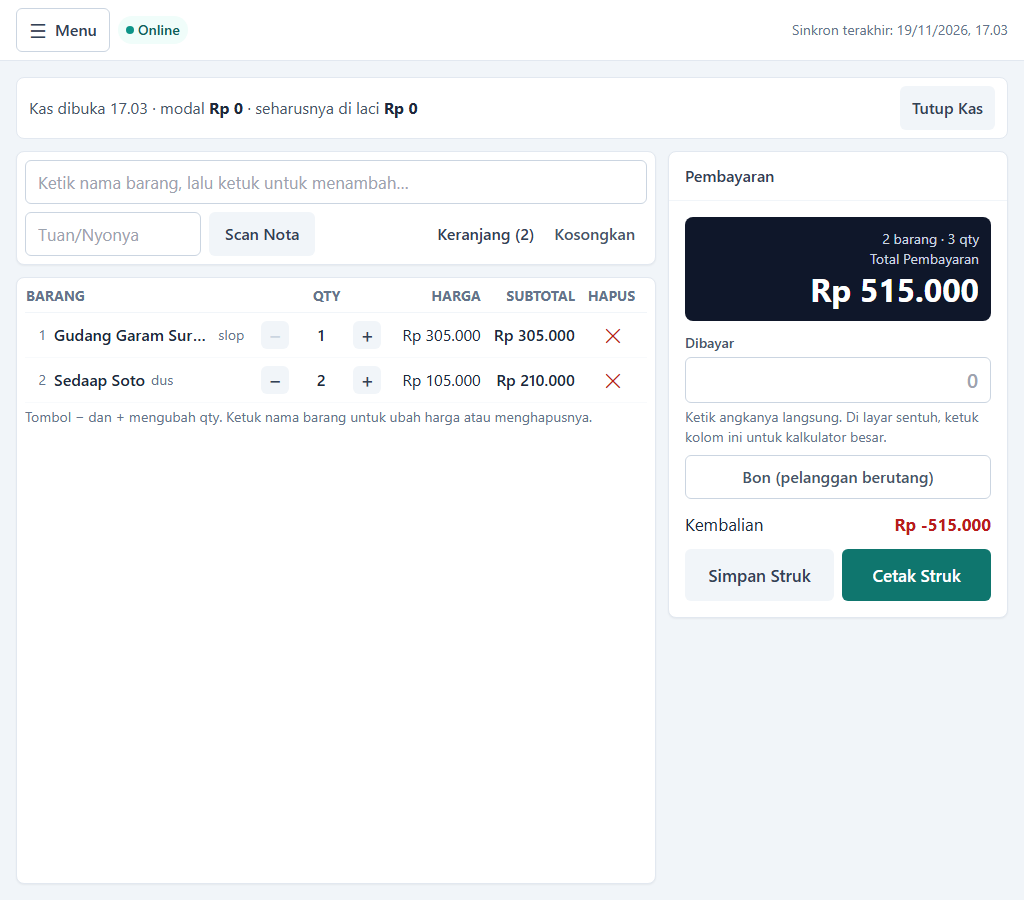 Menu
Online
Sinkron terakhir: 19/11/2026, 17.03
Kas dibuka 17.03 · modal Rp 0 · seharusnya di laci Rp 0
Tutup Kas
Ketik nama barang, lalu ketuk untuk menambah...
Tuan/Nyonya
Scan Nota
Keranjang (2)
Kosongkan
BARANG QTY HARGA SUBTOTAL HAPUS
1 Gudang Garam Sur... slop − 1 + Rp 305.000 Rp 305.000
2 Sedaap Soto dus − 2 + Rp 105.000 Rp 210.000
Tombol − dan + mengubah qty. Ketuk nama barang untuk ubah harga atau menghapusnya.
Pembayaran
2 barang · 3 qty
Total Pembayaran
Rp 515.000
Dibayar
0
Ketik angkanya langsung. Di layar sentuh, ketuk
kolom ini untuk kalkulator besar.
Bon (pelanggan berutang)
Kembalian Rp -515.000
Simpan Struk
Cetak Struk